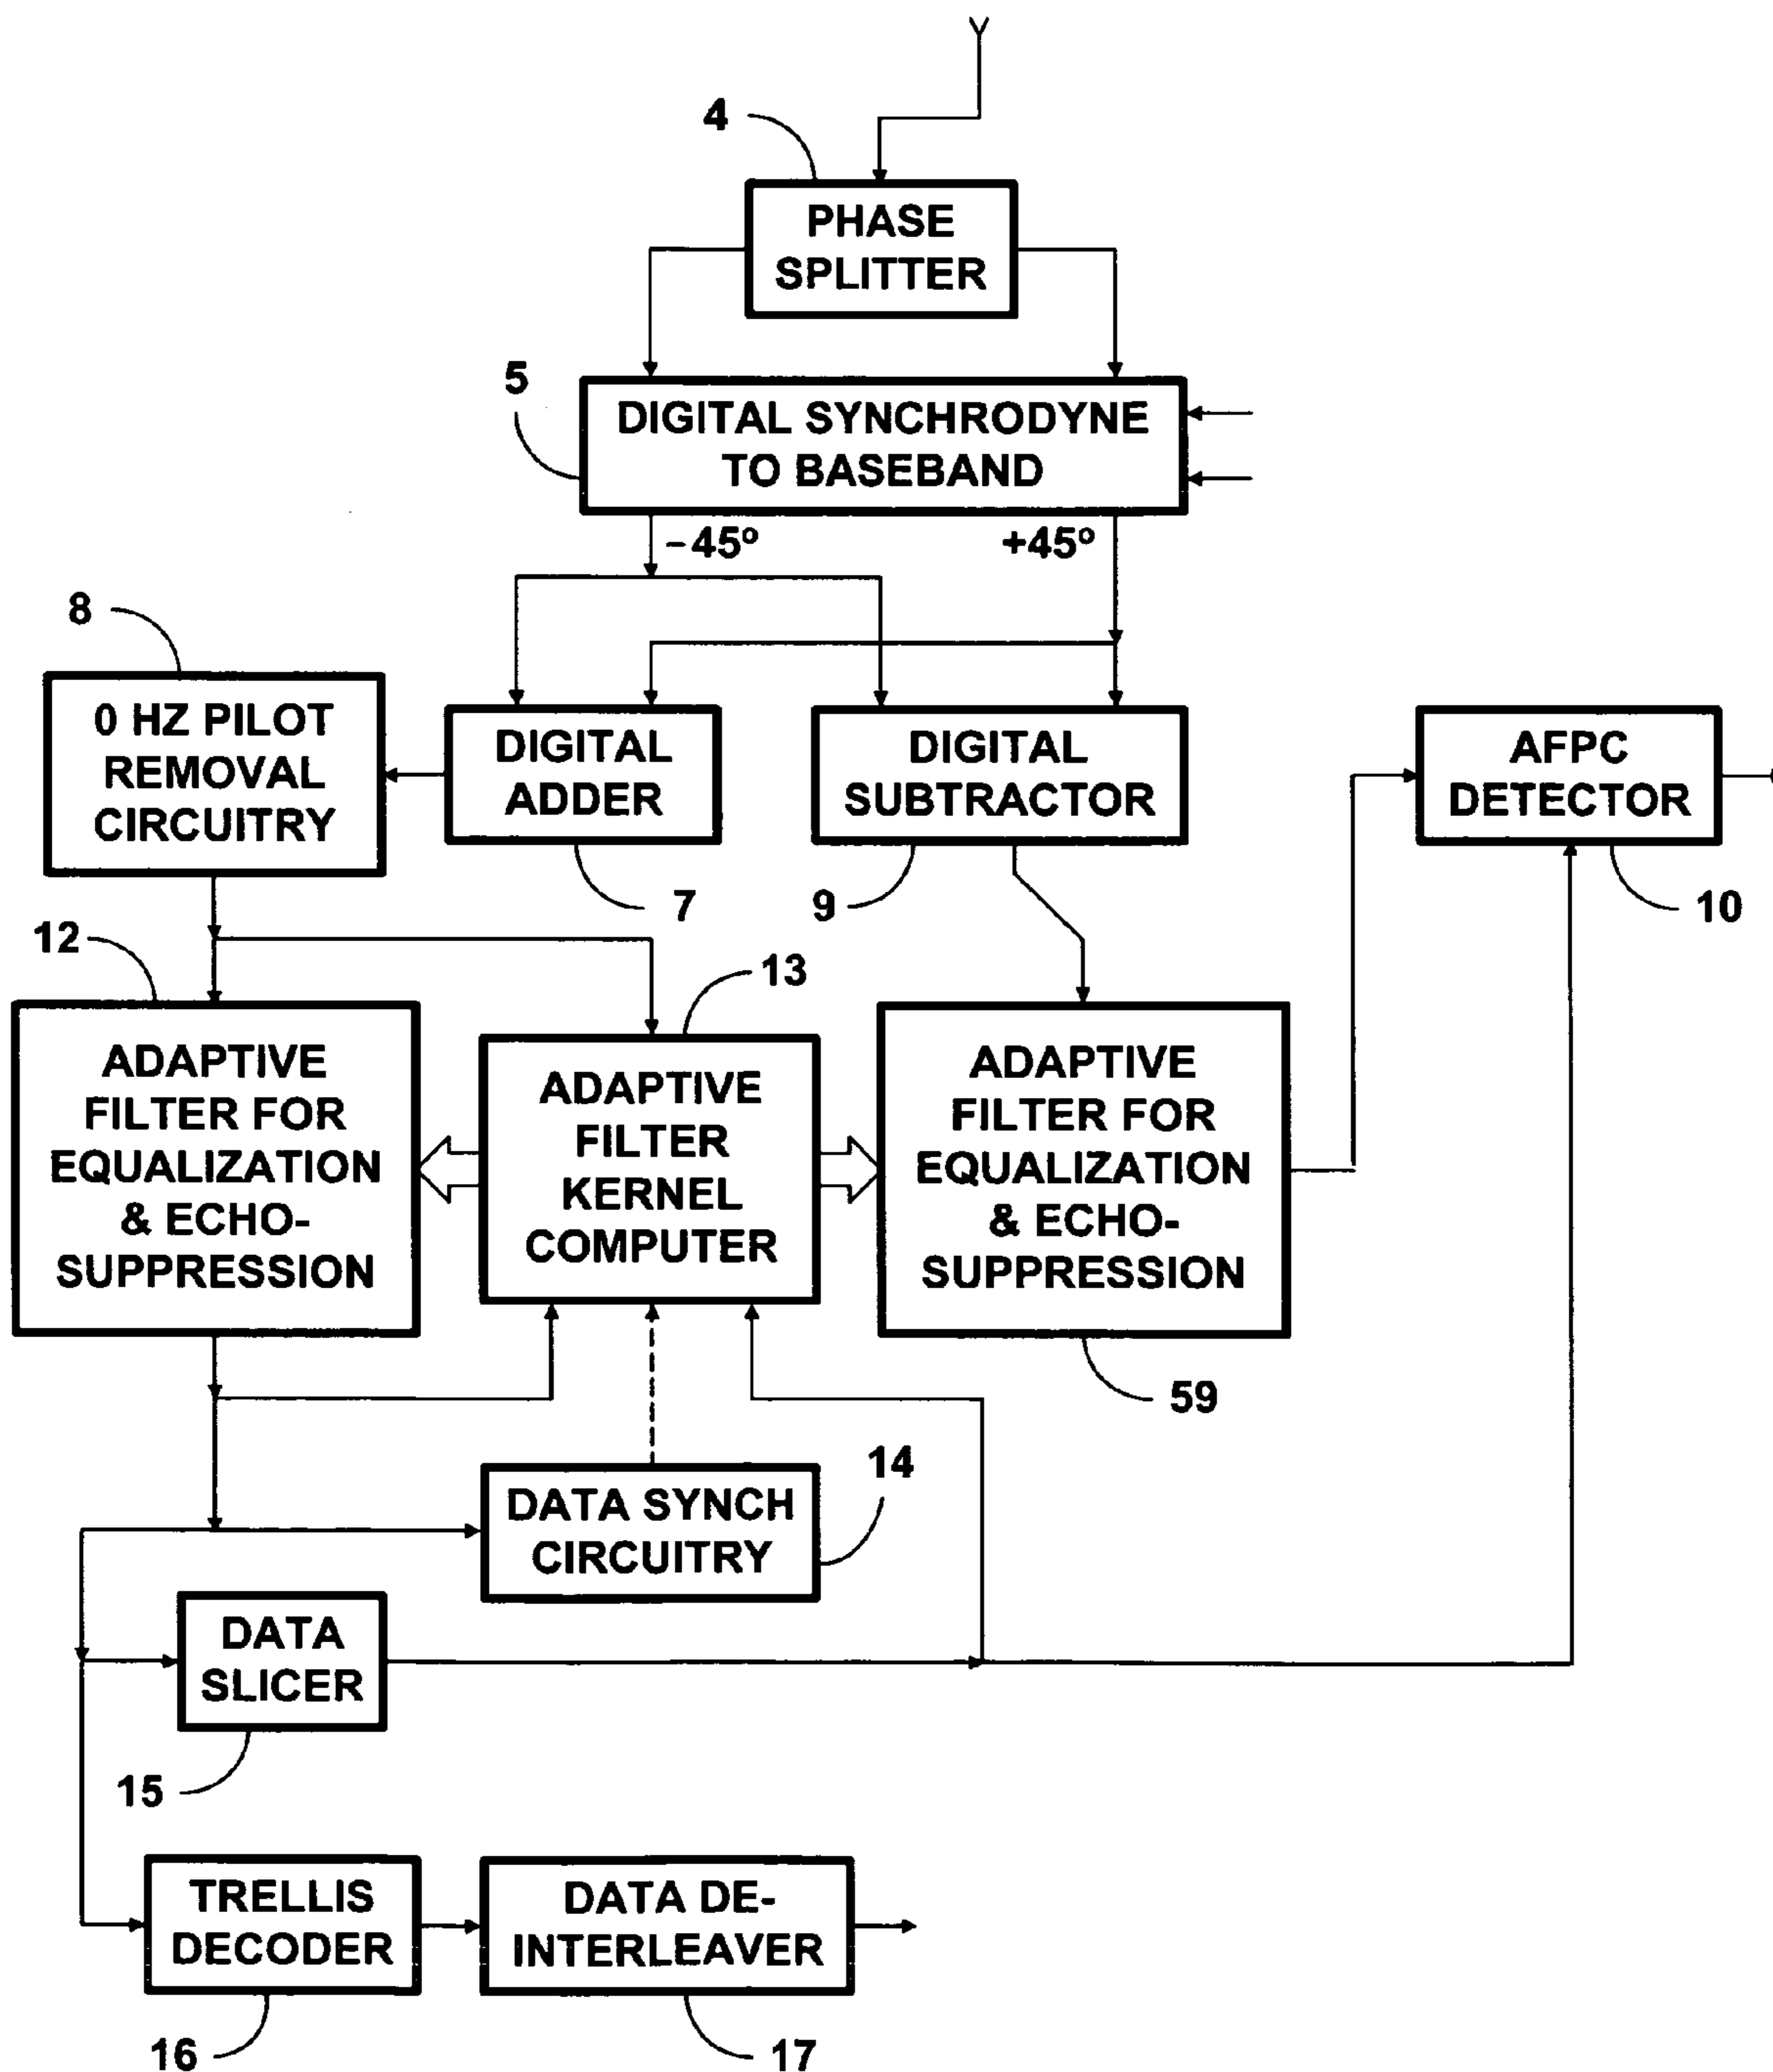 4
PHASE
SPLITTER
5
DIGITAL SYNCHRODYNE
TO BASEBAND
–45º
+45º
8
0 HZ PILOT
REMOVAL
CIRCUITRY
DIGITAL
ADDER
7
DIGITAL
SUBTRACTOR
9
AFPC
DETECTOR
10
12
ADAPTIVE
FILTER FOR
EQUALIZATION
& ECHO-
SUPPRESSION
13
ADAPTIVE
FILTER
KERNEL
COMPUTER
ADAPTIVE
FILTER FOR
EQUALIZATION
& ECHO-
SUPPRESSION
59
14
DATA SYNCH
CIRCUITRY
DATA
SLICER
15
TRELLIS
DECODER
16
DATA DE-
INTERLEAVER
17